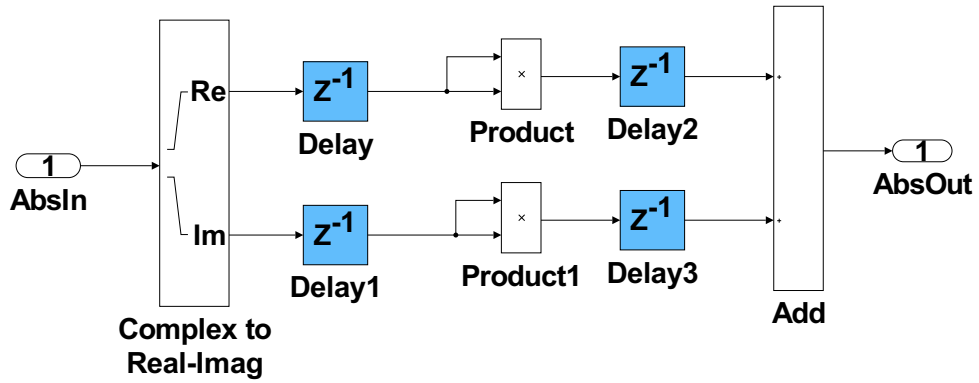 1
AbsIn
Re
Im
Complex to
Real-Imag
Z-1
Delay
Z-1
Delay1
×
Product
×
Product1
Z-1
Delay2
Z-1
Delay3
+
+
Add
1
AbsOut